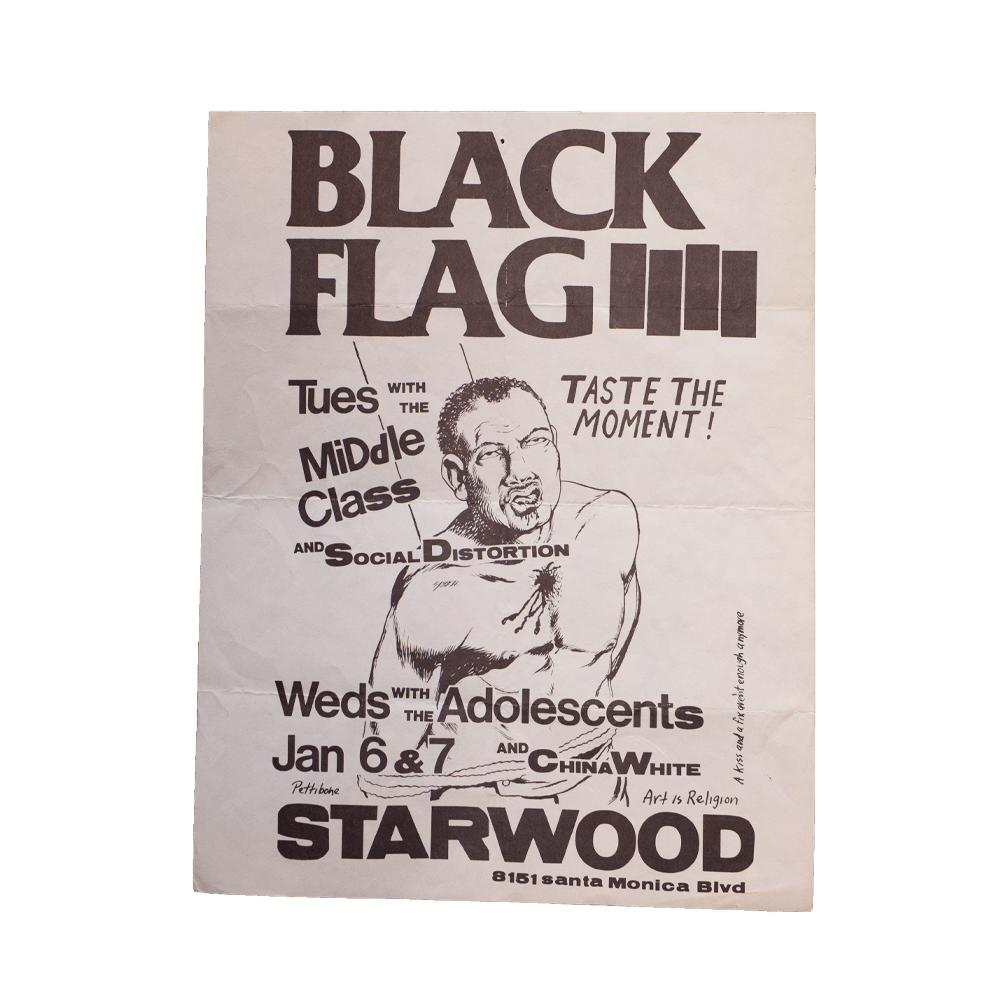 BLACK
FLAG
Tues WITH THE
MiDdle
Class
AND SOCIAL DISTORTION
TASTE THE
MOMENT!
Weds WITH THE Adolescents
Jan 6 & 7 AND CHINA WHITE
A kiss and a fix aren't enough anymore
Pettibone
Art is Religion
STARWOOD
8151 santa Monica Blvd